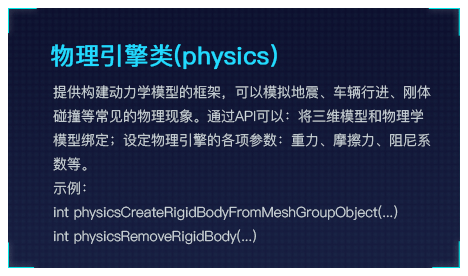 物理引擎类(physics)
提供构建动力学模型的框架，可以模拟地震、车辆行进、刚体
碰撞等常见的物理现象。通过API可以：将三维模型和物理学
模型绑定；设定物理引擎的各项参数：重力、摩擦力、阻尼系
数等。
示例：
int physicsCreateRigidBodyFromMeshGroupObject(...)
int physicsRemoveRigidBody(...)